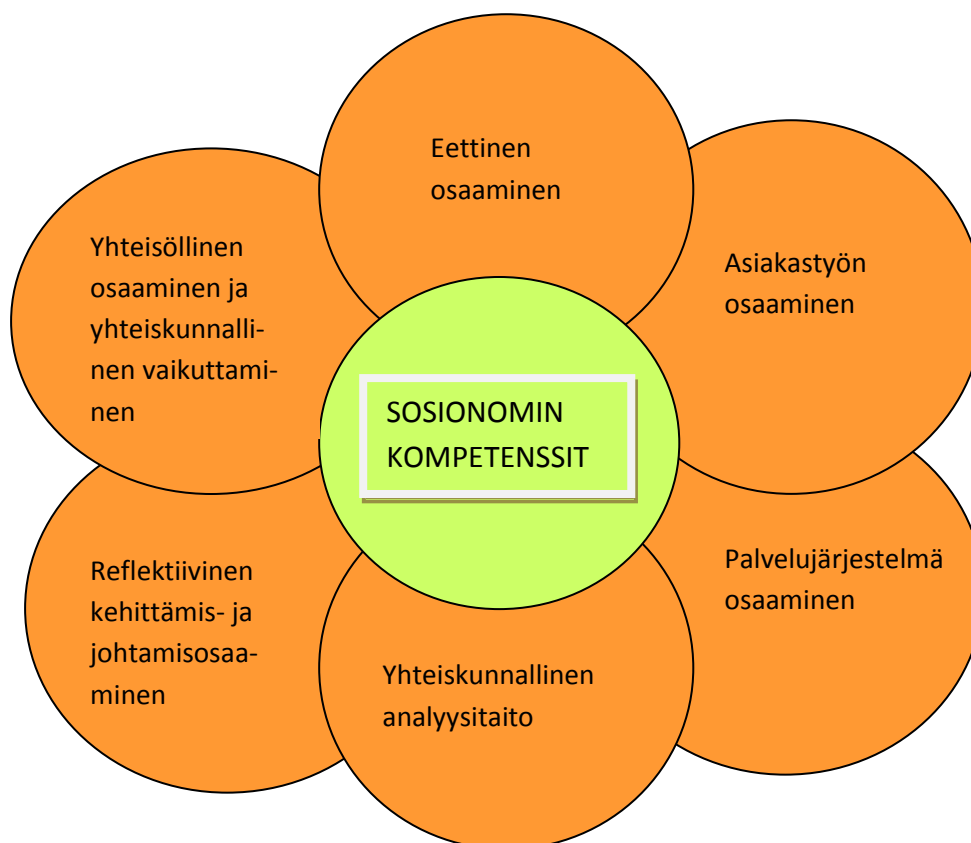 Eettinen
osaaminen
Asiakastyön
osaaminen
Palvelujärjestelmä
osaaminen
Yhteiskunnallinen
analyysitaito
Reflektiivinen
kehittämis- ja
johtamisosaa-
minen
Yhteisöllinen
osaaminen ja
yhteiskunnalli-
nen vaikuttami-
nen
SOSIONOMIN
KOMPETENSSIT